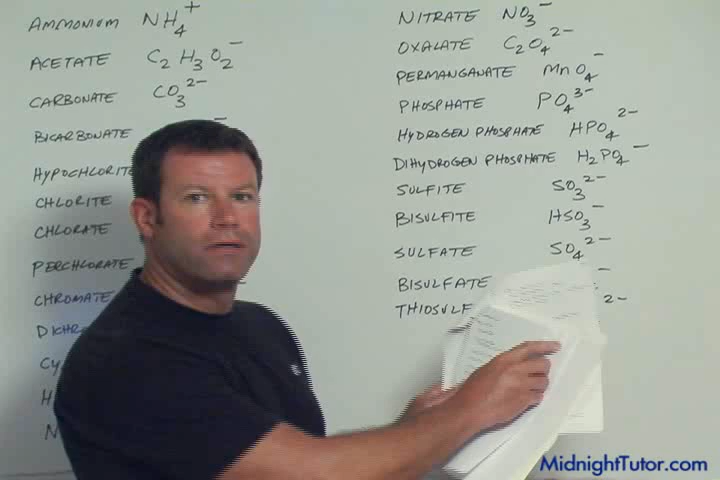 AMMONIUM NH4+
ACETATE C2H3O2−
CARBONATE CO3 2−
BICARBONATE −
HYPOCHLORITE
CHLORITE
CHLORATE
PERCHLORATE
CHROMATE
NITRATE NO3−
OXALATE C2O4 2−
PERMANGANATE MnO4−
PHOSPHATE PO4 3−
HYDROGEN PHOSPHATE HPO4 2−
DIHYDROGEN PHOSPHATE H2PO4−
SULFITE SO3 2−
BISULFITE HSO3−
SULFATE SO4 2−
BISULFATE −
THIOSULF 2−
MidnightTutor.com